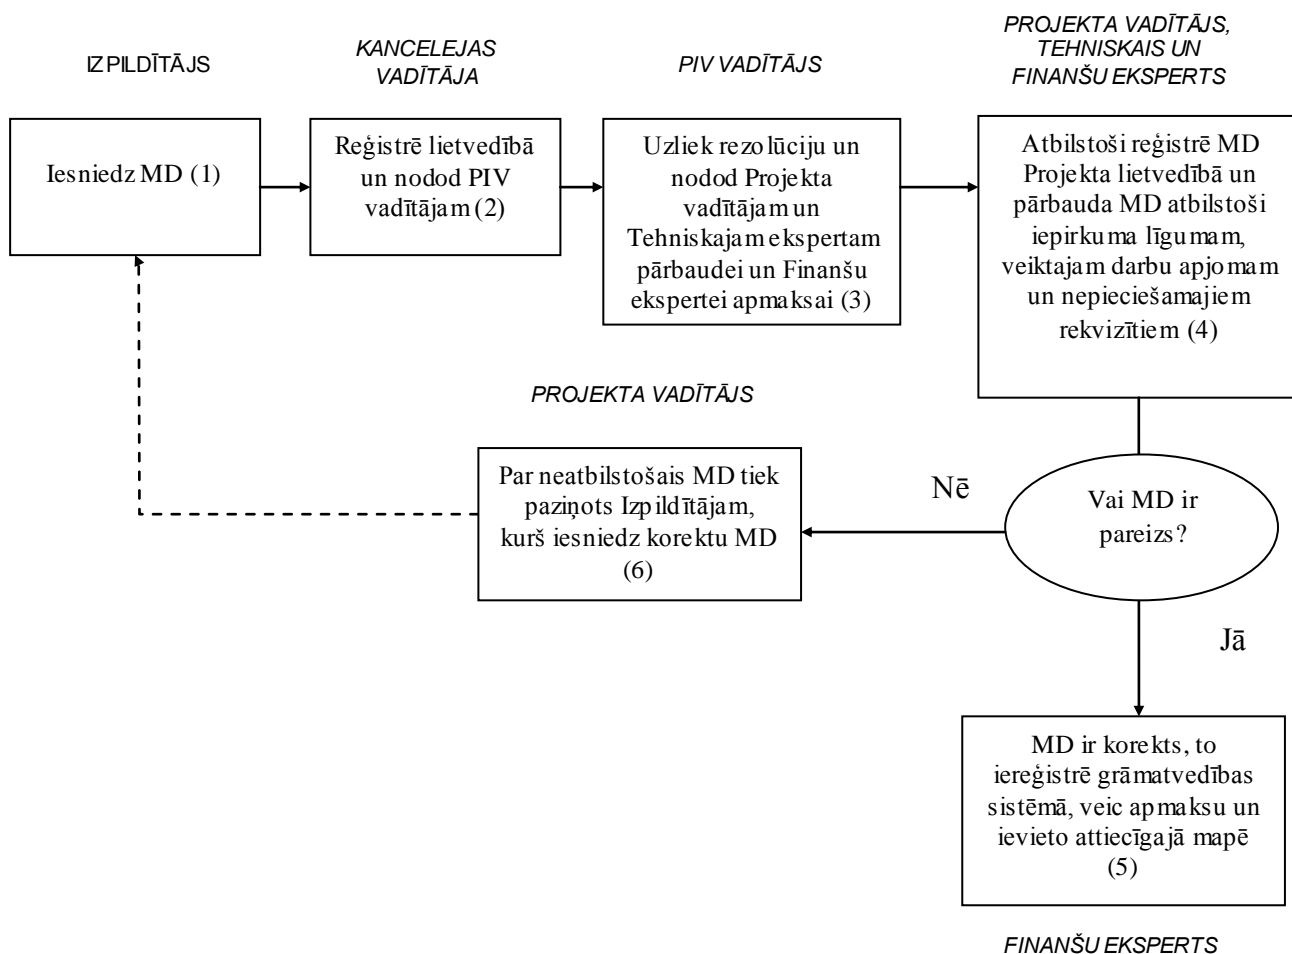 IZPILDĪTĀJS
KANCELEJAS
VADĪTĀJA
PIV VADĪTĀJS
PROJEKTA VADĪTĀJS,
TEHNISKAIS UN
FINANŠU EKSPERTS
Iesniedz MD (1)
Reģistrē lietvedībā
un nodod PIV
vadītājam (2)
Uzliek rezolūciju un
nodod Projekta
vadītājam un
Tehniskajam ekspertam
pārbaudei un Finanšu
ekspertei apmaksai (3)
Atbilstoši reģistrē MD
Projekta lietvedībā un
pārbauda MD atbilstoši
iepirkuma līgumam,
veiktajam darbu apjomam
un nepieciešamajiem
rekvizītiem (4)
PROJEKTA VADĪTĀJS
Par neatbilstošais MD tiek
paziņots Izpildītājam,
kurš iesniedz korektu MD
(6)
Nē
Vai MD ir
pareizs?
Jā
MD ir korekts, to
iereģistrē grāmatvedības
sistēmā, veic apmaksu un
ievieto attiecīgajā mapē
(5)
FINANŠU EKSPERTS